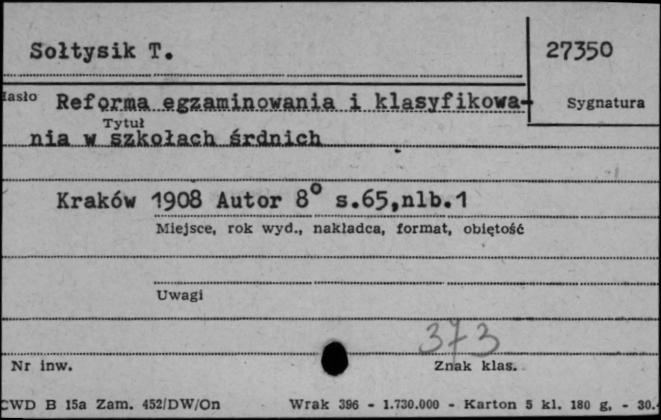 Sołtysik T.
27350
Hasło
Reforma egzaminowania i klasyfikowa-
Sygnatura
Tytuł
nia w szkołach śrdnich
Kraków 1908 Autor 8° s.65,nlb.1
Miejsce, rok wyd., nakładca, format, objętość
Uwagi
373
Nr inw.
Znak klas.
CWD B 15a Zam. 452/DW/On Wrak 396 - 1.730.000 - Karton 5 kl. 180 g, - 30.